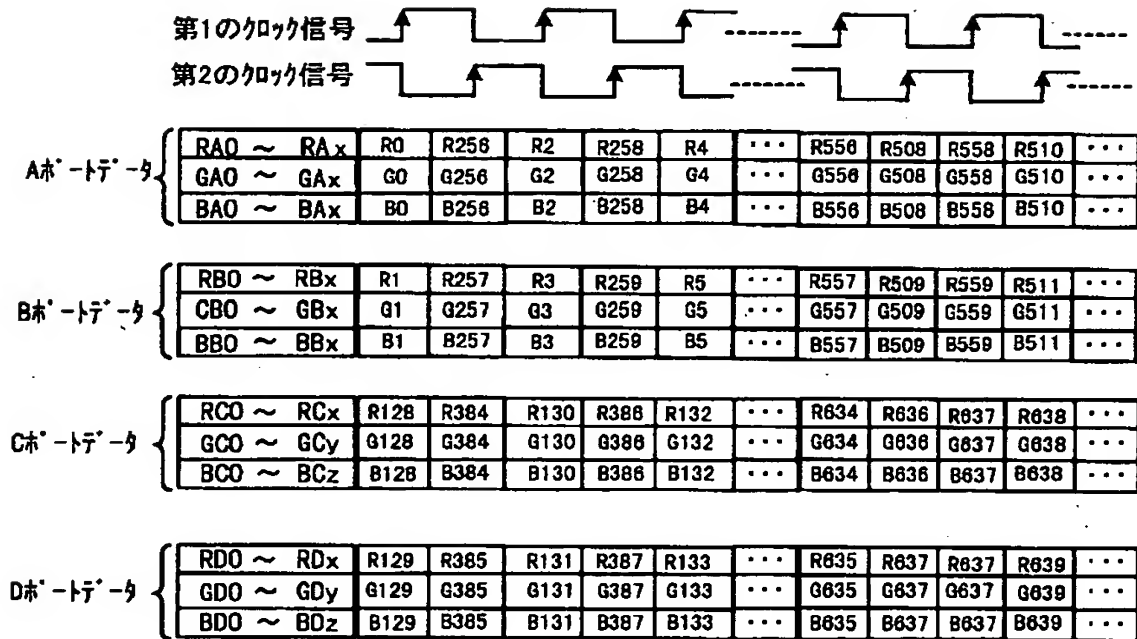 第1のクロック信号
第2のクロック信号
Aポートデータ
RA0 ～ RAx R0 R256 R2 R258 R4 ··· R556 R508 R558 R510 ···
GA0 ～ GAx G0 G256 G2 G258 G4 ··· G556 G508 G558 G510 ···
BA0 ～ BAx B0 B256 B2 B258 B4 ··· B556 B508 B558 B510 ···
Bポートデータ
RB0 ～ RBx R1 R257 R3 R259 R5 ··· R557 R509 R559 R511 ···
CB0 ～ GBx G1 G257 G3 G259 G5 ··· G557 G509 G559 G511 ···
BB0 ～ BBx B1 B257 B3 B259 B5 ··· B557 B509 B559 B511 ···
Cポートデータ
RC0 ～ RCx R128 R384 R130 R386 R132 ··· R634 R636 R637 R638 ···
GC0 ～ GCy G128 G384 G130 G386 G132 ··· G634 G636 G637 G638 ···
BC0 ～ BCz B128 B384 B130 B386 B132 ··· B634 B636 B637 B638 ···
Dポートデータ
RD0 ～ RDx R129 R385 R131 R387 R133 ··· R635 R637 R637 R639 ···
GD0 ～ GDy G129 G385 G131 G387 G133 ··· G635 G637 G637 G639 ···
BD0 ～ BDz B129 B385 B131 B387 B133 ··· B635 B637 B637 B639 ···